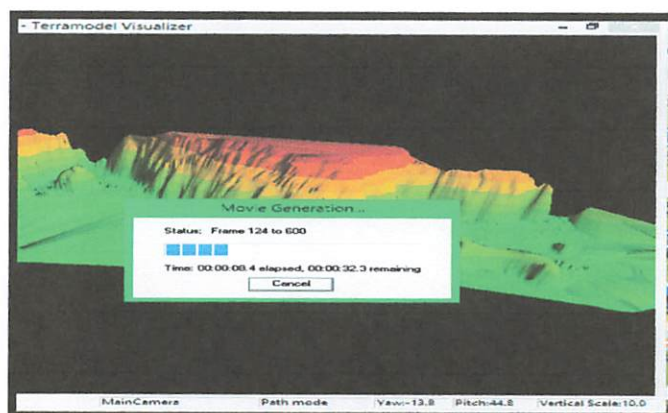 - Terramodel Visualizer
Movie Generation...
Status: Frame 124 to 600
Time: 00:00:08.4 elapsed, 00:00:32.3 remaining
Cancel
MainCamera Path mode Yaw:-13.8 Pitch:44.8 Vertical Scale:10.0